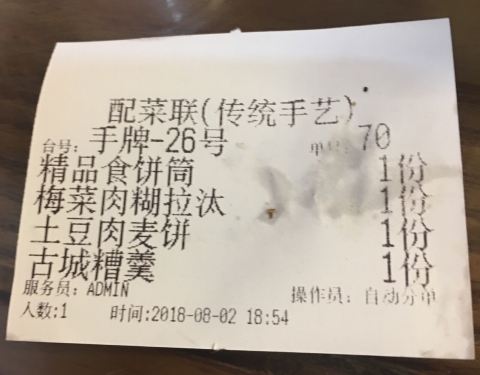 配菜联(传统手艺)
台号: 手牌-26号 单号: 70
精品食饼筒 1份
梅菜肉糊拉汰 1份
土豆肉麦饼 1份
古城糟羹 1份
服务员: ADMIN 操作员: 自动分单
人数:1 时间:2018-08-02 18:54